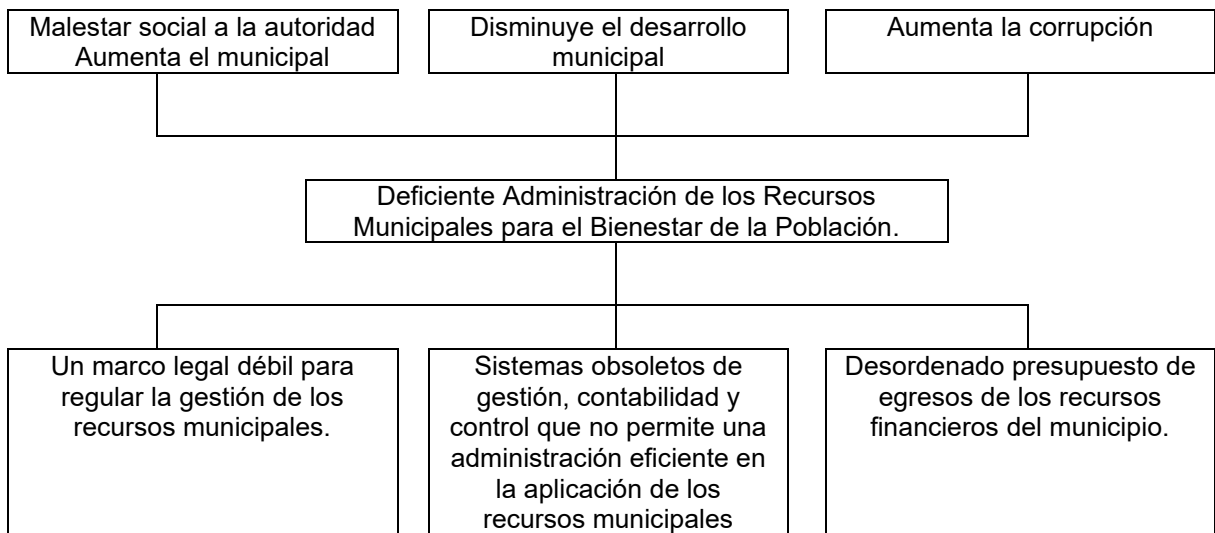 Malestar social a la autoridad
Aumenta el municipal
Disminuye el desarrollo
municipal
Aumenta la corrupción
Deficiente Administración de los Recursos
Municipales para el Bienestar de la Población.
Un marco legal débil para
regular la gestión de los
recursos municipales.
Sistemas obsoletos de
gestión, contabilidad y
control que no permite una
administración eficiente en
la aplicación de los
recursos municipales
Desordenado presupuesto de
egresos de los recursos
financieros del municipio.